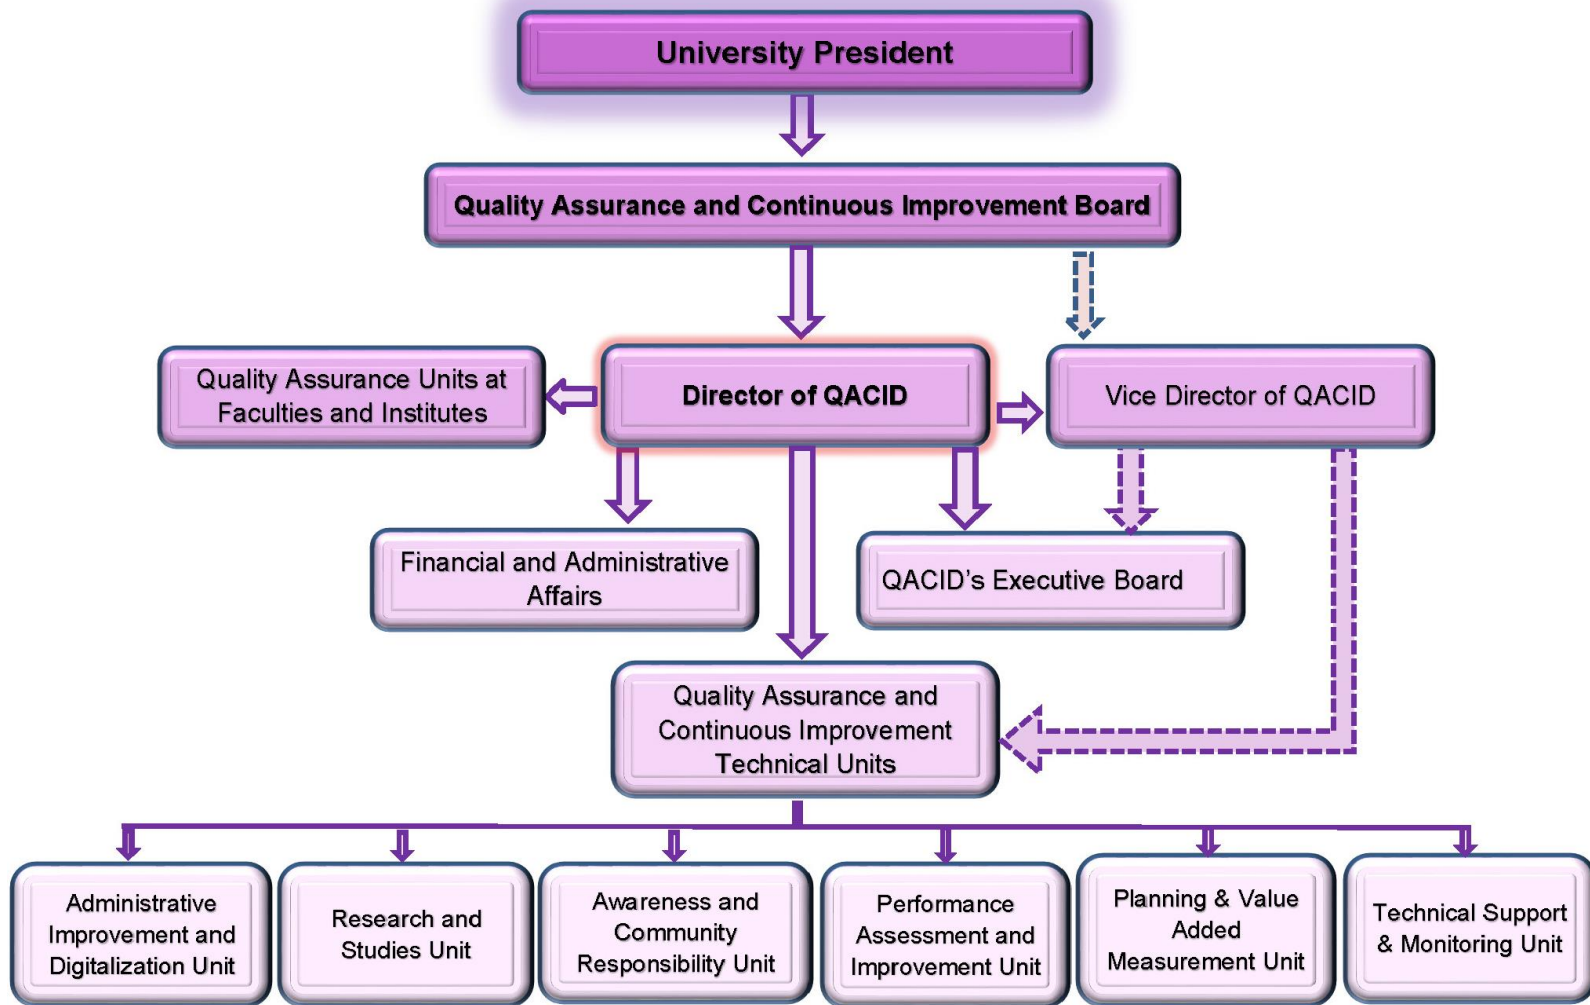 University President
Quality Assurance and Continuous Improvement Board
Quality Assurance Units at
Faculties and Institutes
Director of QACID
Vice Director of QACID
Financial and Administrative
Affairs
QACID's Executive Board
Quality Assurance and
Continuous Improvement
Technical Units
Administrative
Improvement and
Digitalization Unit
Research and
Studies Unit
Awareness and
Community
Responsibility Unit
Performance
Assessment and
Improvement Unit
Planning & Value
Added
Measurement Unit
Technical Support
& Monitoring Unit